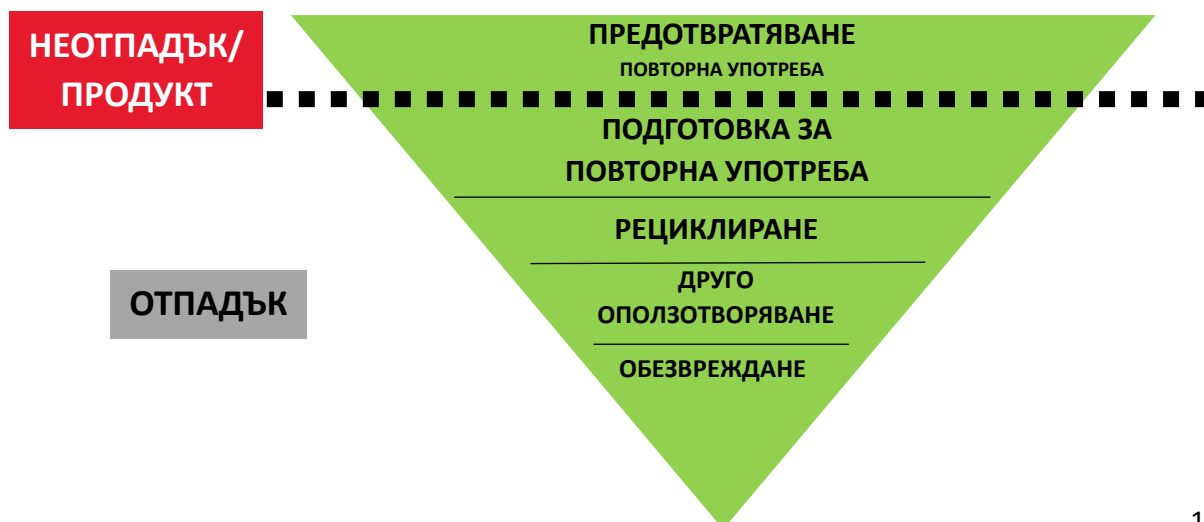 НЕОТПАДЪК/
ПРОДУКТ
ПРЕДОТВРАТЯВАНЕ
ПОВТОРНА УПОТРЕБА
ПОДГОТОВКА ЗА
ПОВТОРНА УПОТРЕБА
РЕЦИКЛИРАНЕ
ОТПАДЪК
ДРУГО
ОПОЛЗОТВОРЯВАНЕ
ОБЕЗВРЕЖДАНЕ
1